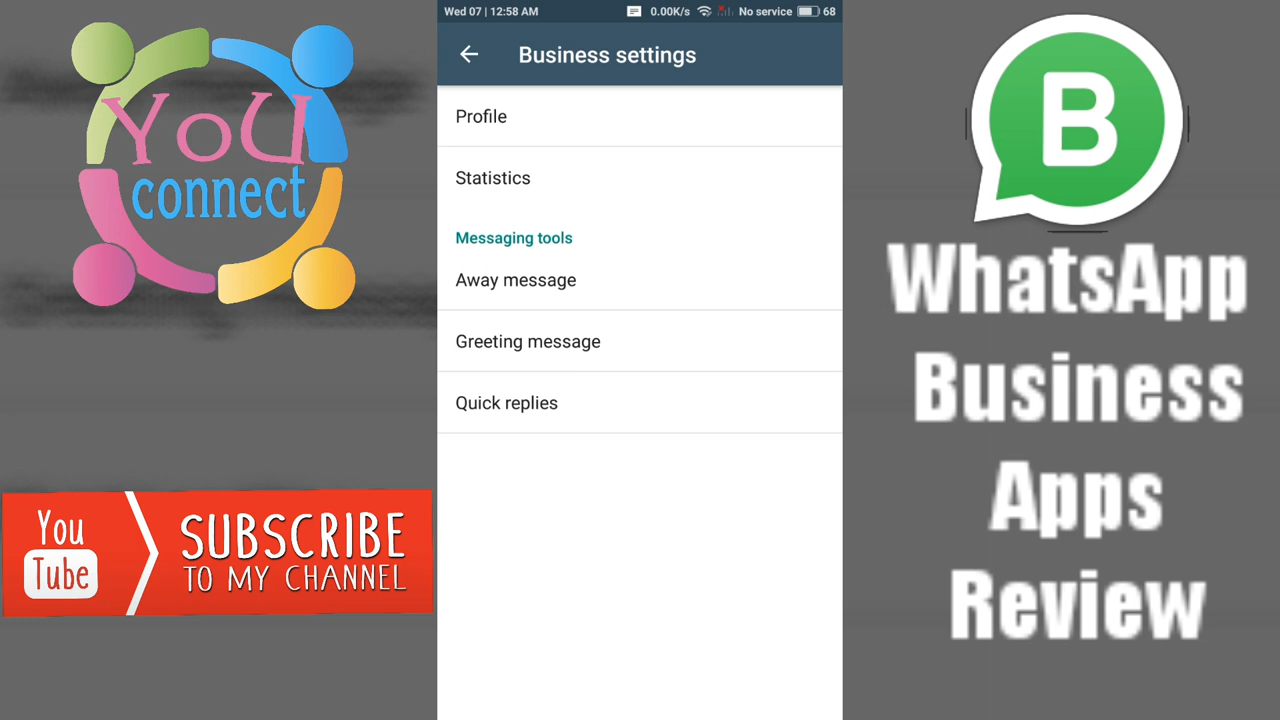 YoU
connect
You
Tube
SUBSCRIBE
TO MY CHANNEL
Wed 07 | 12:58 AM
0.00K/s
No service
68
Business settings
Profile
Statistics
Messaging tools
Away message
Greeting message
Quick replies
B
WhatsApp
Business
Apps
Review